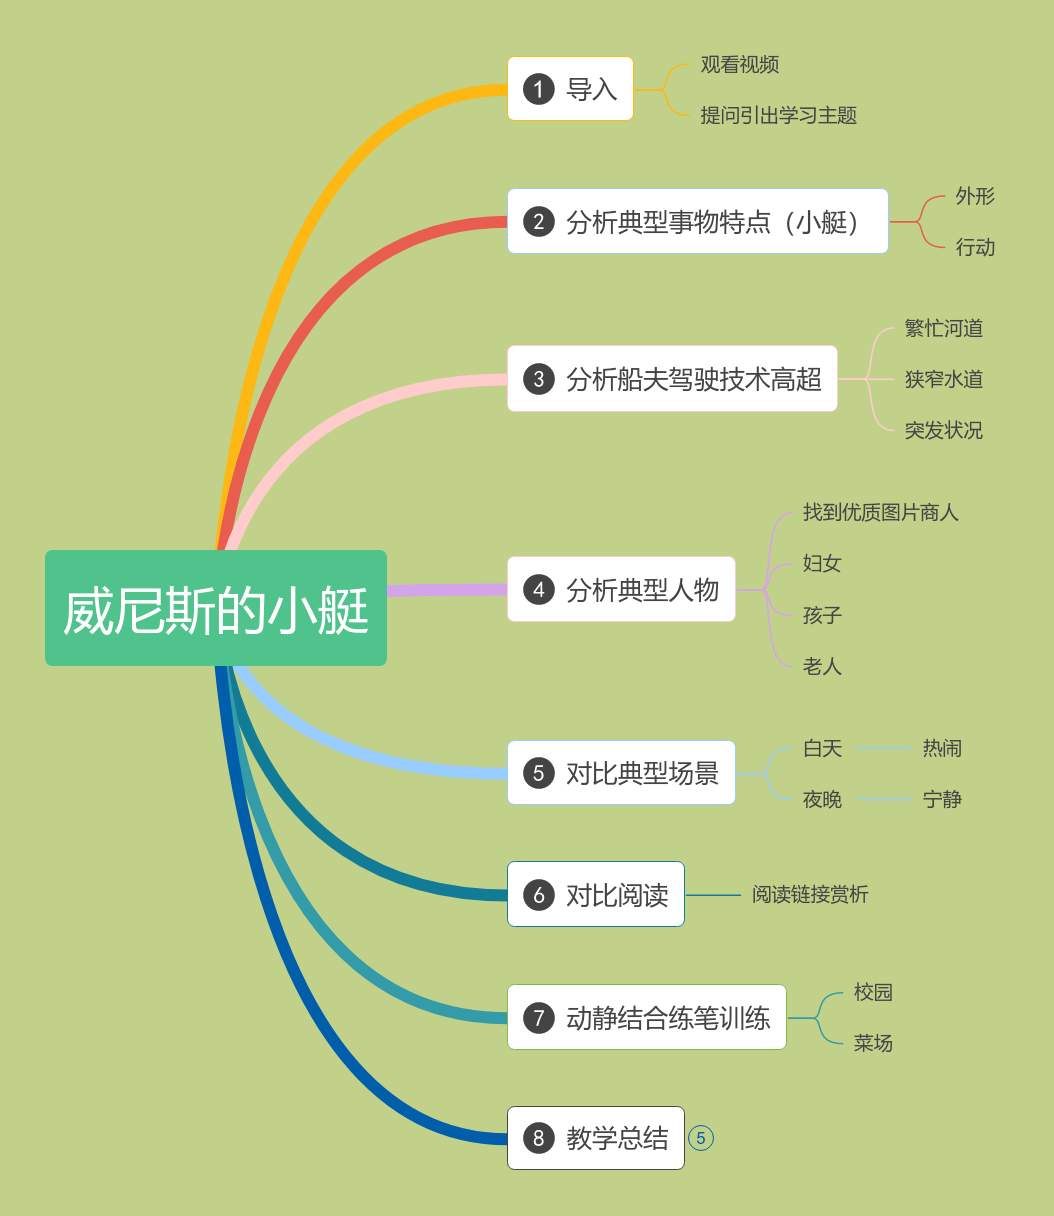 威尼斯的小艇
1 导入
观看视频
提问引出学习主题
2 分析典型事物特点（小艇）
外形
行动
3 分析船夫驾驶技术高超
繁忙河道
狭窄水道
突发状况
4 分析典型人物
找到优质图片商人
妇女
孩子
老人
5 对比典型场景
白天
热闹
夜晚
宁静
6 对比阅读
阅读链接赏析
7 动静结合练笔训练
校园
菜场
8 教学总结
5